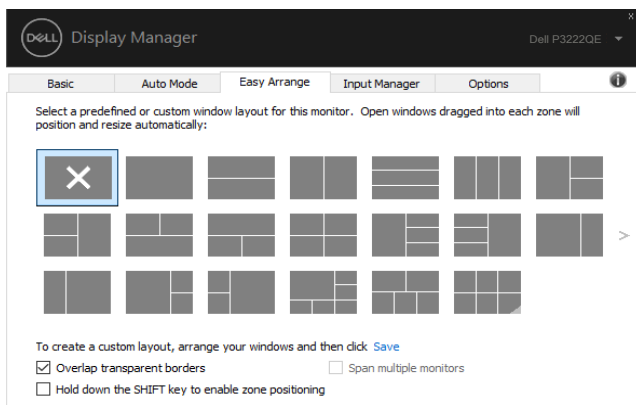 DELL Display Manager
Dell P3222QE
Basic Auto Mode Easy Arrange Input Manager Options
Select a predefined or custom window layout for this monitor. Open windows dragged into each zone will
position and resize automatically:
To create a custom layout, arrange your windows and then click Save
Overlap transparent borders
Span multiple monitors
Hold down the SHIFT key to enable zone positioning